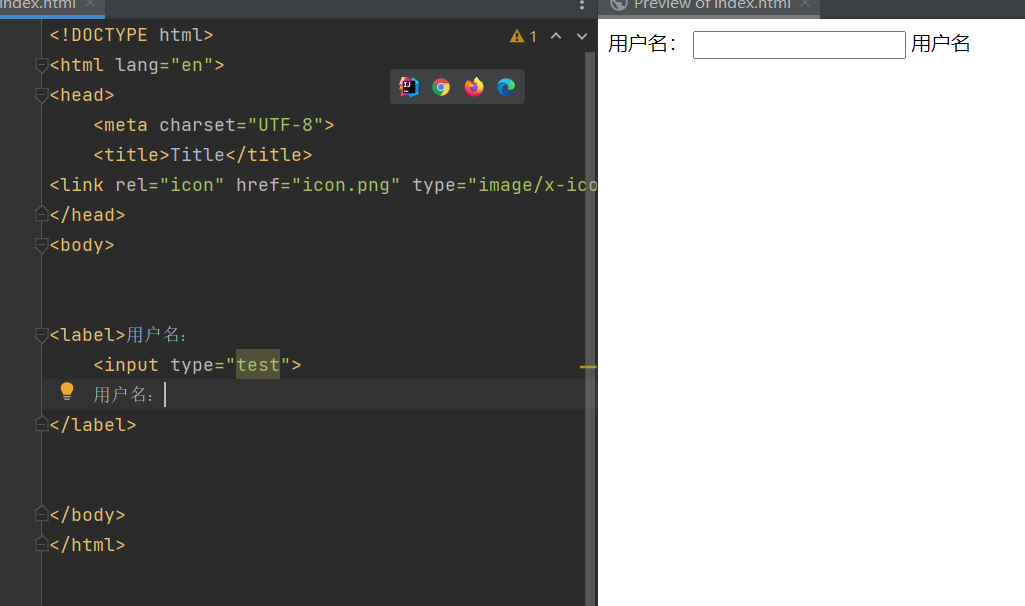 index.html
Preview of index.html
<!DOCTYPE html>
1
<html lang="en">
<head>
<meta charset="UTF-8">
<title>Title</title>
<link rel="icon" href="icon.png" type="image/x-ico
</head>
<body>
<label>用户名:
<input type="test">
用户名:
</label>
</body>
</html>
用户名: 用户名